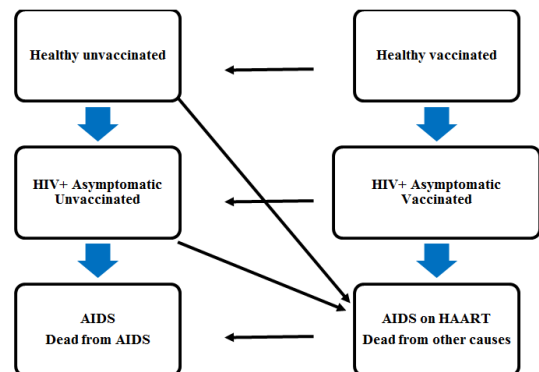 Healthy unvaccinated
Healthy vaccinated
HIV+ Asymptomatic
Unvaccinated
HIV+ Asymptomatic
Vaccinated
AIDS
Dead from AIDS
AIDS on HAART
Dead from other causes